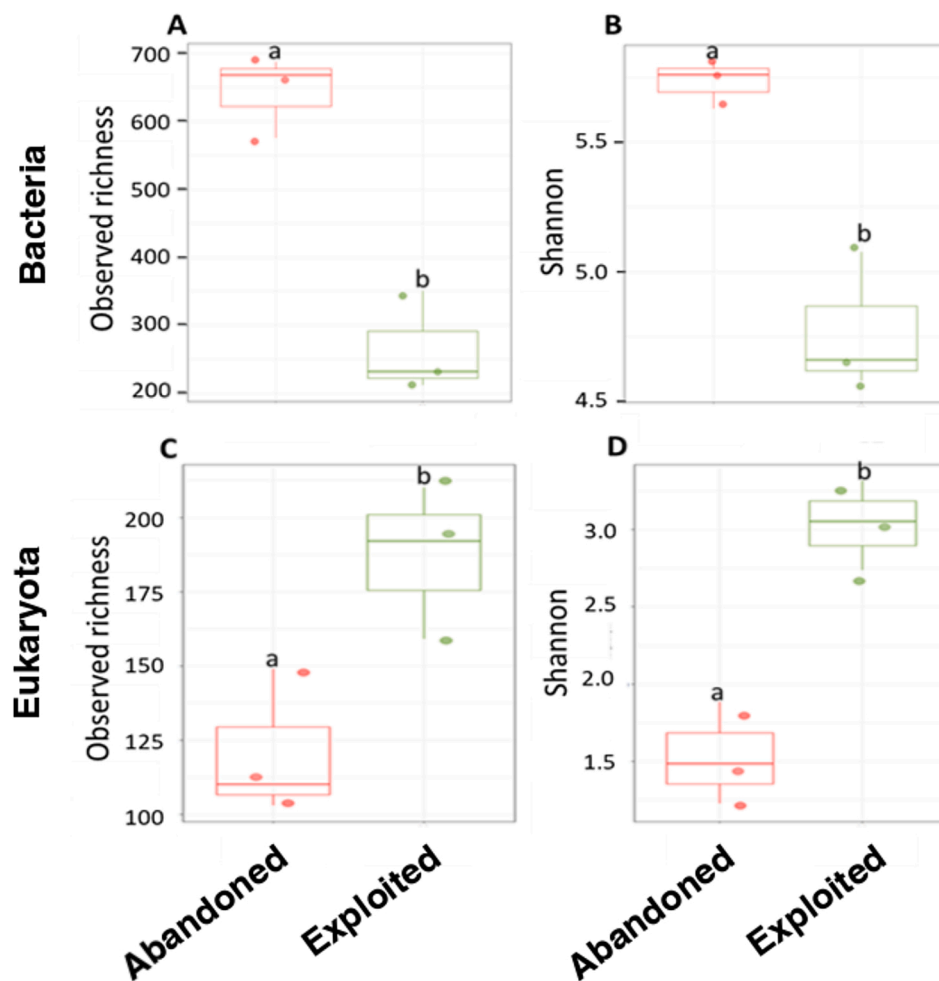 A
Bacteria
Observed richness
700
600
500
400
300
200
a
b
B
Shannon
5.5
5.0
4.5
a
b
C
Eukaryota
Observed richness
200
175
150
125
100
a
b
Abandoned
Exploited
D
Shannon
3.0
2.5
2.0
1.5
a
b
Abandoned
Exploited